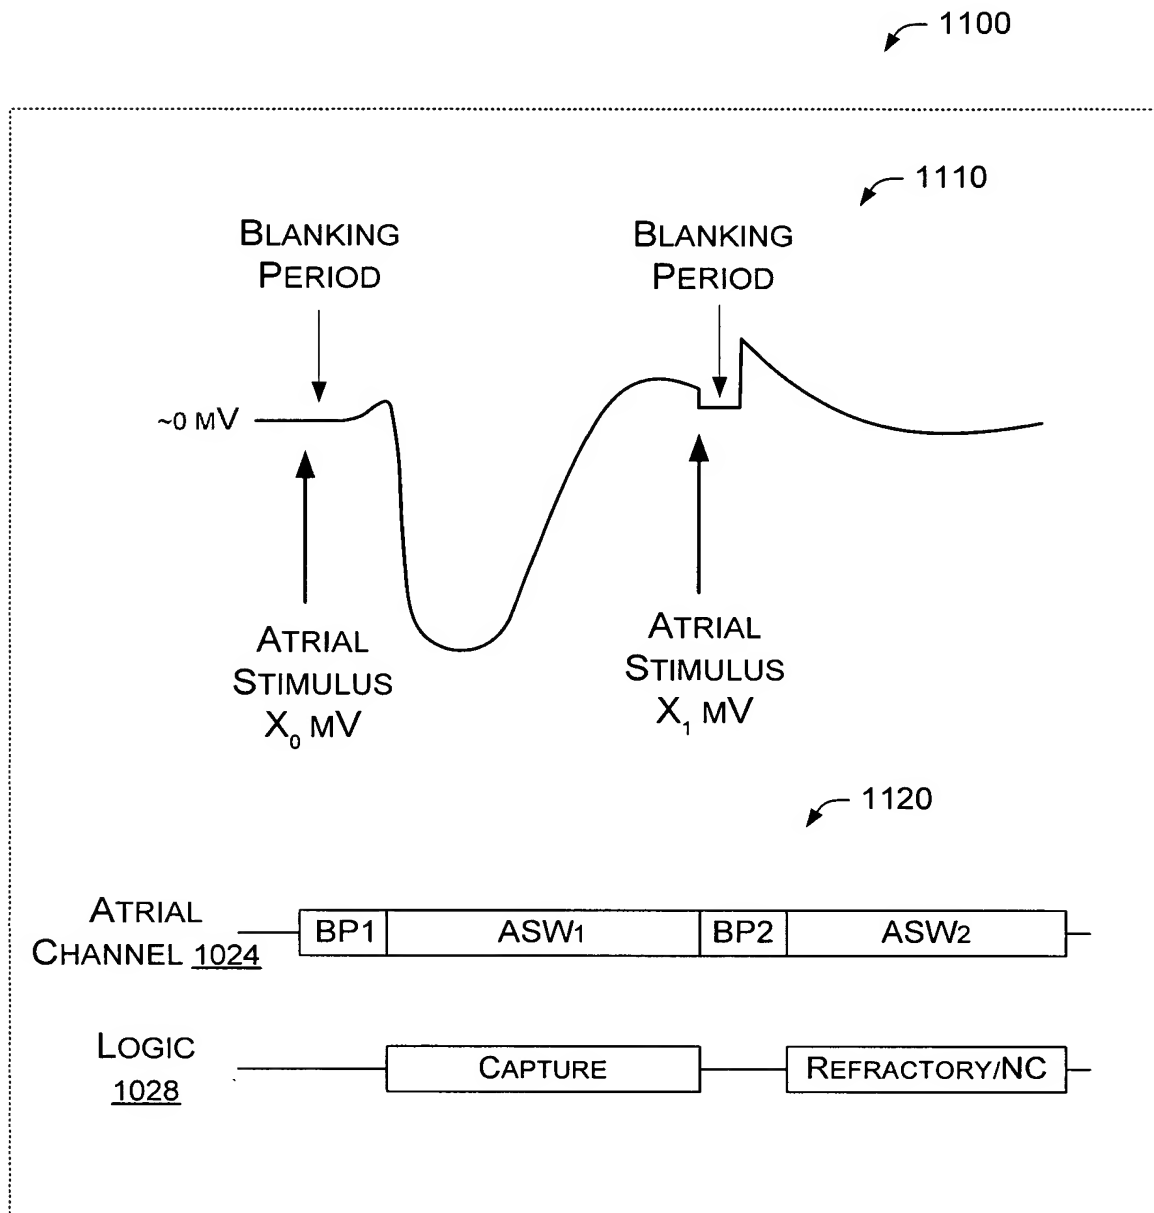 1100
1110
BLANKING
PERIOD
BLANKING
PERIOD
~0 MV
ATRIAL
STIMULUS
X₀ MV
ATRIAL
STIMULUS
X₁ MV
1120
ATRIAL
CHANNEL 1024
BP1 ASW1 BP2 ASW2
LOGIC
1028
CAPTURE REFRACTORY/NC